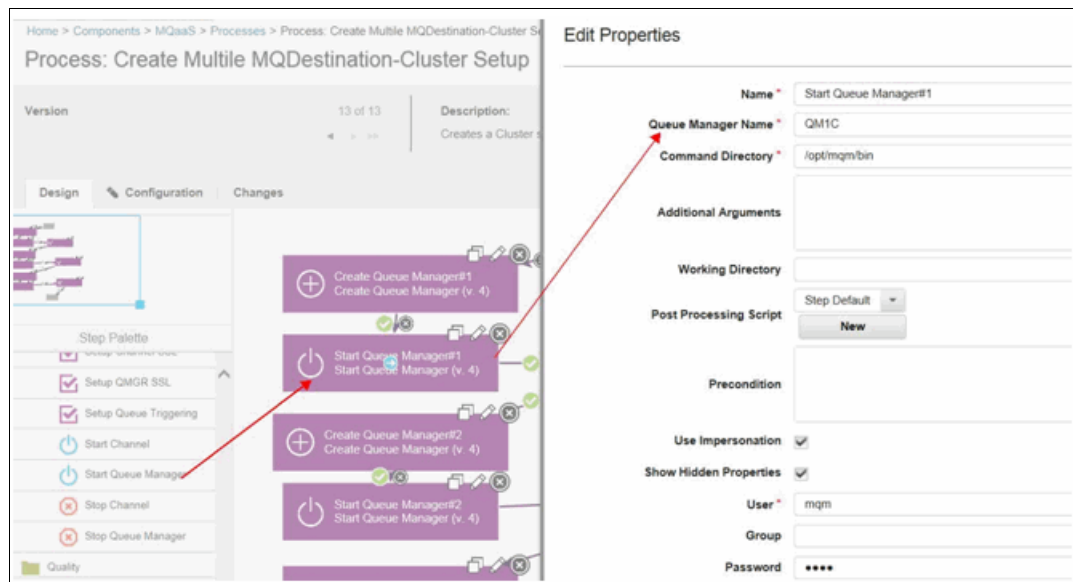 Home > Components > MQaaS > Processes > Process: Create Multile MQDestination-Cluster Se
Process: Create Multile MQDestination-Cluster Setup
Version
13 of 13
Description:
Creates a Cluster s
Design
Configuration
Changes
Step Palette
Setup QMGR SSL
Setup Queue Triggering
Start Channel
Start Queue Manager
Stop Channel
Stop Queue Manager
Quality
Create Queue Manager#1
Create Queue Manager (v. 4)
Start Queue Manager#1
Start Queue Manager (v. 4)
Create Queue Manager#2
Create Queue Manager (v. 4)
Start Queue Manager#2
Start Queue Manager (v. 4)
Edit Properties
Name * Start Queue Manager#1
Queue Manager Name * QM1C
Command Directory * /opt/mqm/bin
Additional Arguments
Working Directory
Post Processing Script Step Default
New
Precondition
Use Impersonation
Show Hidden Properties
User * mqm
Group
Password ••••